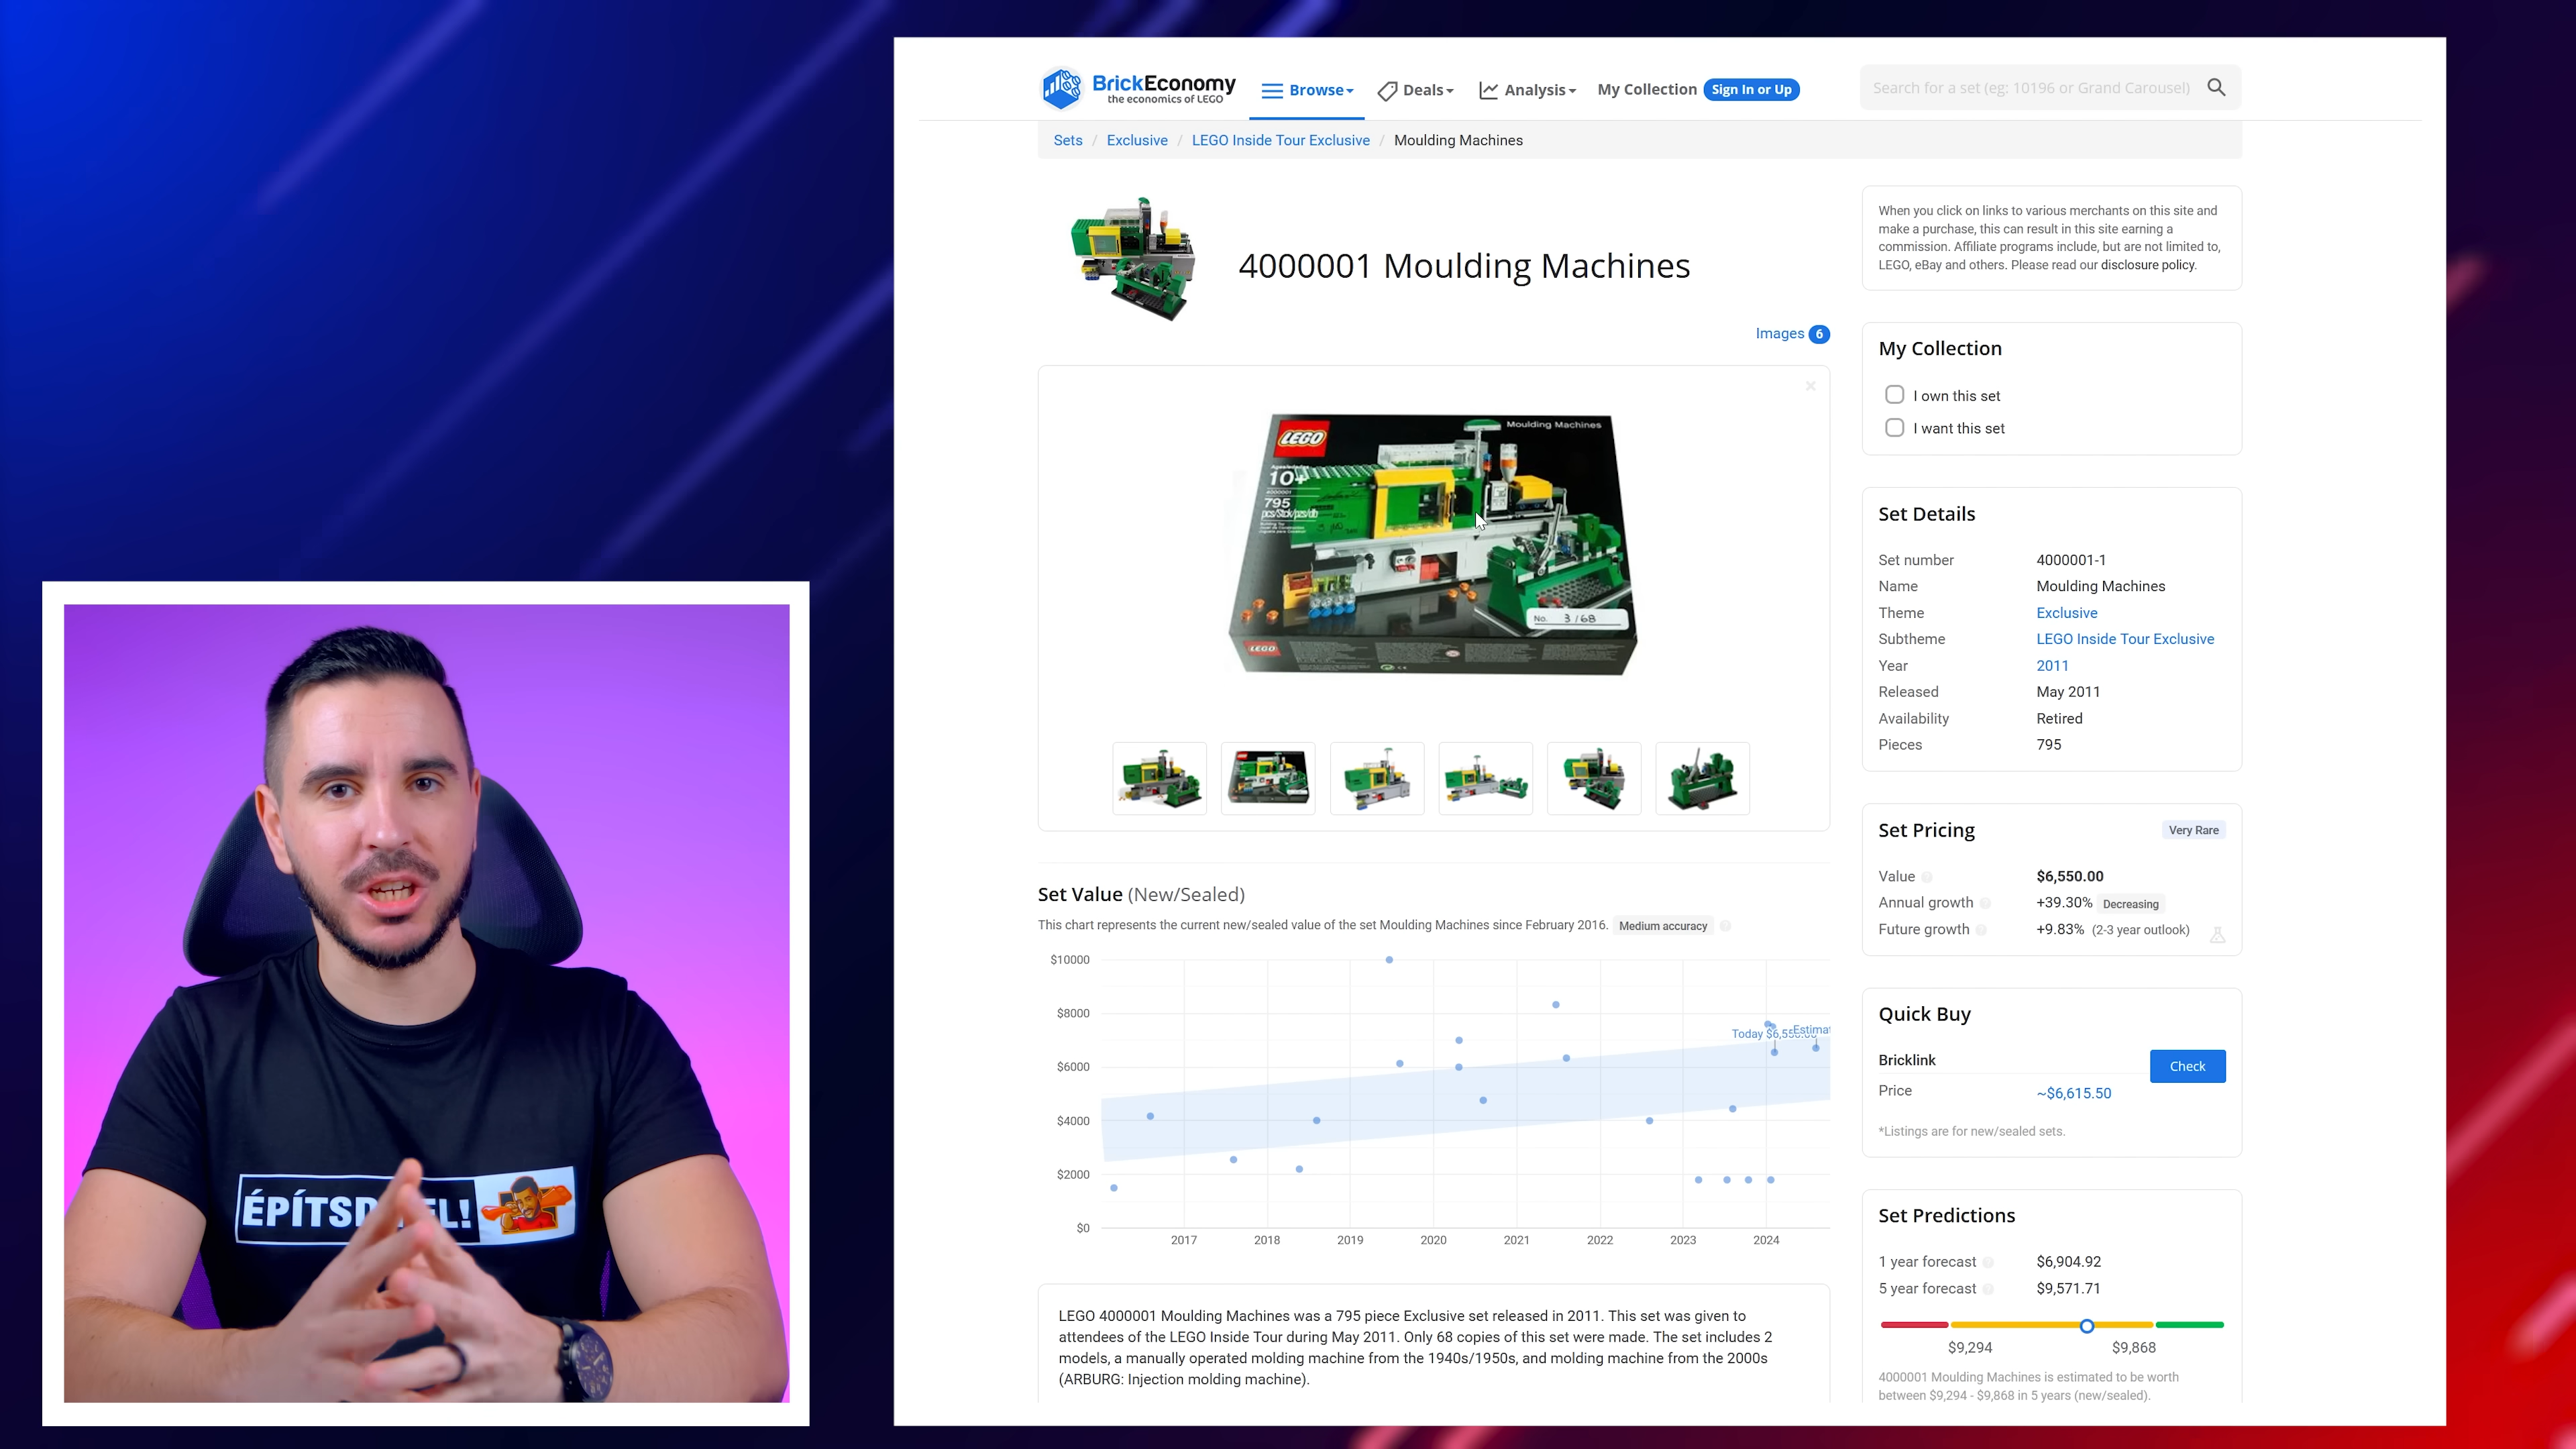 BrickEconomy
the economics of LEGO
Browse
Deals
Analysis
My Collection
Sign In or Up
Search for a set (eg: 10196 or Grand Carousel)
Sets / Exclusive / LEGO Inside Tour Exclusive / Moulding Machines
4000001 Moulding Machines
Images 6
LEGO
Moulding Machines
10+
4000001
795
pcs/Stck/pzs/db
No. 3/68
LEGO
Set Value (New/Sealed)
This chart represents the current new/sealed value of the set Moulding Machines since February 2016. Medium accuracy
$10000
$8000
$6000
$4000
$2000
$0
Today $6,550.00
Estimat
2017 2018 2019 2020 2021 2022 2023 2024
LEGO 4000001 Moulding Machines was a 795 piece Exclusive set released in 2011. This set was given to
attendees of the LEGO Inside Tour during May 2011. Only 68 copies of this set were made. The set includes 2
models, a manually operated molding machine from the 1940s/1950s, and molding machine from the 2000s
(ARBURG: Injection molding machine).
When you click on links to various merchants on this site and
make a purchase, this can result in this site earning a
commission. Affiliate programs include, but are not limited to,
LEGO, eBay and others. Please read our disclosure policy.
My Collection
I own this set
I want this set
Set Details
Set number 4000001-1
Name Moulding Machines
Theme Exclusive
Subtheme LEGO Inside Tour Exclusive
Year 2011
Released May 2011
Availability Retired
Pieces 795
Set Pricing Very Rare
Value $6,550.00
Annual growth +39.30% Decreasing
Future growth +9.83% (2-3 year outlook)
Quick Buy
Bricklink
Check
Price ~$6,615.50
*Listings are for new/sealed sets.
Set Predictions
1 year forecast $6,904.92
5 year forecast $9,571.71
$9,294 $9,868
4000001 Moulding Machines is estimated to be worth
between $9,294 - $9,868 in 5 years (new/sealed).